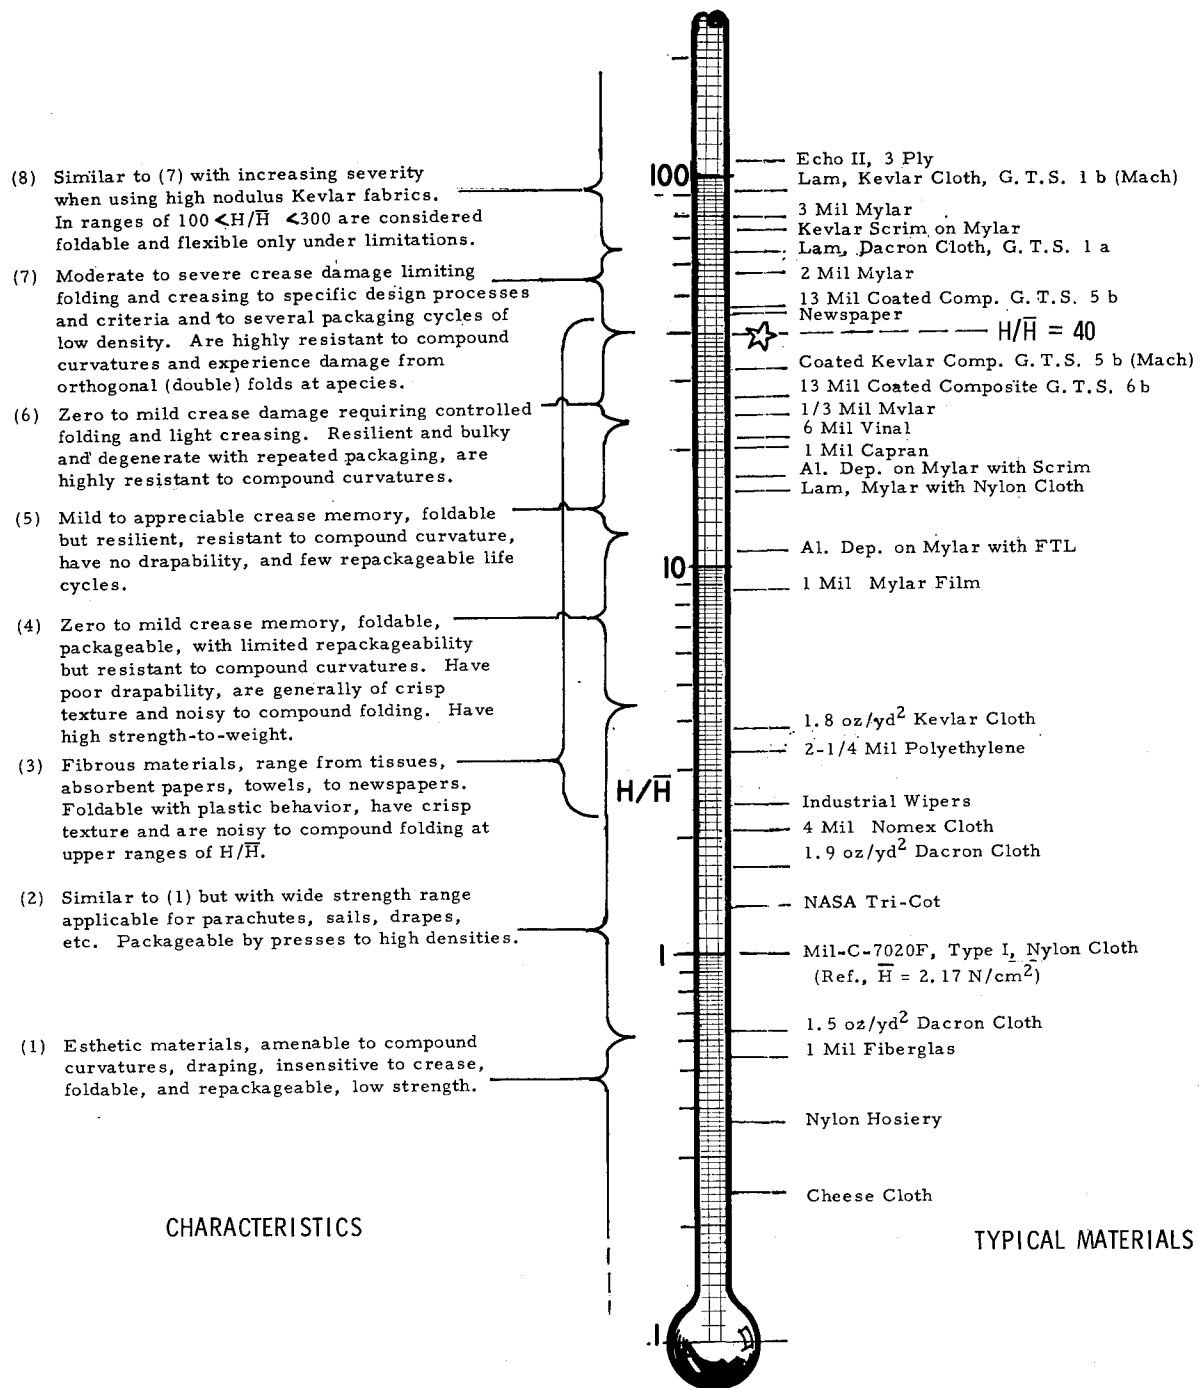 (8) Similar to (7) with increasing severity
when using high nodulus Kevlar fabrics.
In ranges of 100 <H/H̅ <300 are considered
foldable and flexible only under limitations.
(7) Moderate to severe crease damage limiting
folding and creasing to specific design processes
and criteria and to several packaging cycles of
low density. Are highly resistant to compound
curvatures and experience damage from
orthogonal (double) folds at apecies.
(6) Zero to mild crease damage requiring controlled
folding and light creasing. Resilient and bulky
and degenerate with repeated packaging, are
highly resistant to compound curvatures.
(5) Mild to appreciable crease memory, foldable
but resilient, resistant to compound curvature,
have no drapability, and few repackageable life
cycles.
(4) Zero to mild crease memory, foldable,
packageable, with limited repackageability
but resistant to compound curvatures. Have
poor drapability, are generally of crisp
texture and noisy to compound folding. Have
high strength-to-weight.
(3) Fibrous materials, range from tissues,
absorbent papers, towels, to newspapers.
Foldable with plastic behavior, have crisp
texture and are noisy to compound folding at
upper ranges of H/H̅.
(2) Similar to (1) but with wide strength range
applicable for parachutes, sails, drapes,
etc. Packageable by presses to high densities.
(1) Esthetic materials, amenable to compound
curvatures, draping, insensitive to crease,
foldable, and repackageable, low strength.
CHARACTERISTICS
100
10
H/H̅
1
.1
Echo II, 3 Ply
Lam, Kevlar Cloth, G. T. S. 1 b (Mach)
3 Mil Mylar
Kevlar Scrim on Mylar
Lam, Dacron Cloth, G. T. S. 1 a
2 Mil Mylar
13 Mil Coated Comp. G. T. S. 5 b
Newspaper
H/H̅ = 40
Coated Kevlar Comp. G. T. S. 5 b (Mach)
13 Mil Coated Composite G. T. S. 6 b
1/3 Mil Mylar
6 Mil Vinal
1 Mil Capran
Al. Dep. on Mylar with Scrim
Lam, Mylar with Nylon Cloth
Al. Dep. on Mylar with FTL
1 Mil Mylar Film
1.8 oz/yd² Kevlar Cloth
2-1/4 Mil Polyethylene
Industrial Wipers
4 Mil Nomex Cloth
1.9 oz/yd² Dacron Cloth
NASA Tri-Cot
Mil-C-7020F, Type I, Nylon Cloth
(Ref., H̅ = 2.17 N/cm²)
1.5 oz/yd² Dacron Cloth
1 Mil Fiberglas
Nylon Hosiery
Cheese Cloth
TYPICAL MATERIALS